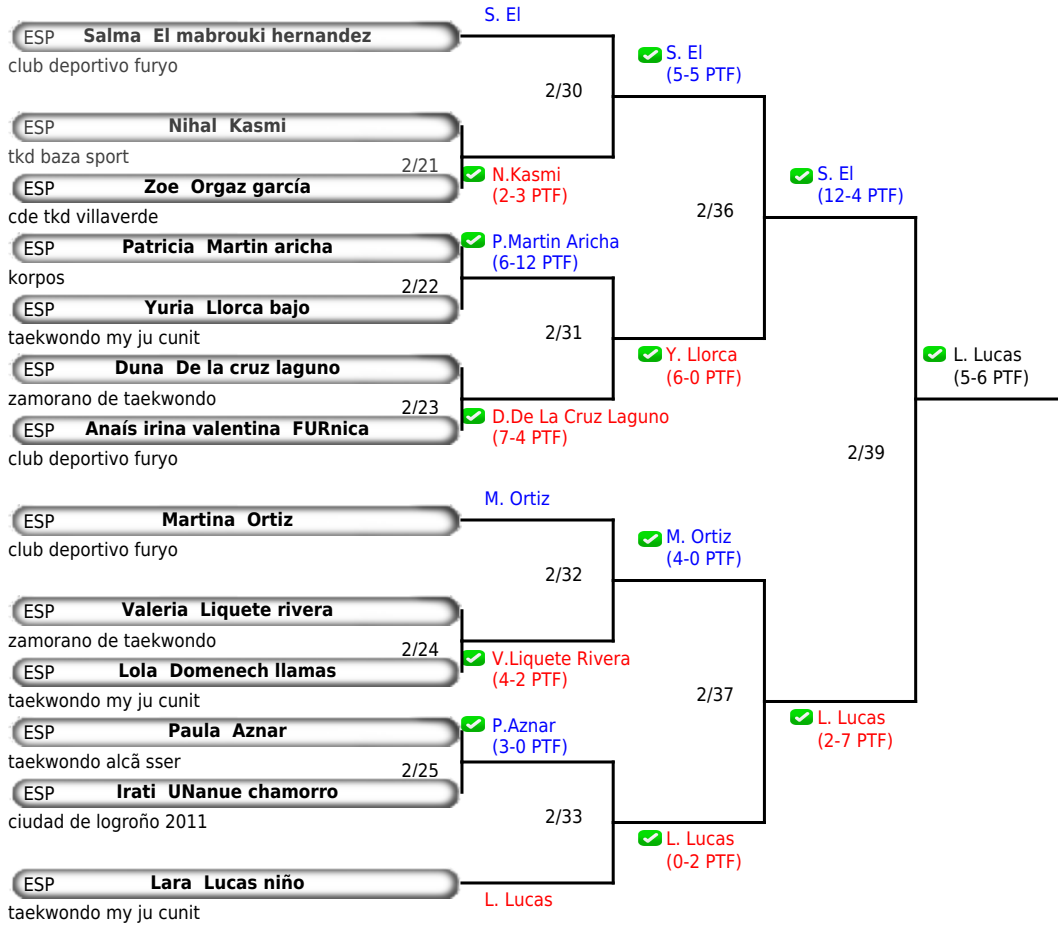 S. El
ESP Salma El mabrouki hernandez
club deportivo furyo
S. El
(5-5 PTF)
2/30
ESP Nihal Kasmi
tkd baza sport
2/21
N.Kasmi
(2-3 PTF)
ESP Zoe Orgaz garcía
cde tkd villaverde
S. El
(12-4 PTF)
2/36
ESP Patricia Martin aricha
korpos
P.Martin Aricha
(6-12 PTF)
2/22
ESP Yuria Llorca bajo
taekwondo my ju cunit
2/31
Y. Llorca
(6-0 PTF)
ESP Duna De la cruz laguno
zamorano de taekwondo
2/23
D.De La Cruz Laguno
(7-4 PTF)
ESP Anaís irina valentina FURnica
club deportivo furyo
L. Lucas
(5-6 PTF)
2/39
M. Ortiz
ESP Martina Ortiz
club deportivo furyo
M. Ortiz
(4-0 PTF)
2/32
ESP Valeria Liquete rivera
zamorano de taekwondo
2/24
V.Liquete Rivera
(4-2 PTF)
ESP Lola Domenech llamas
taekwondo my ju cunit
2/37
L. Lucas
(2-7 PTF)
ESP Paula Aznar
taekwondo alcã sser
P.Aznar
(3-0 PTF)
2/25
ESP Irati UNanue chamorro
ciudad de logroño 2011
2/33
L. Lucas
(0-2 PTF)
ESP Lara Lucas niño
taekwondo my ju cunit
L. Lucas